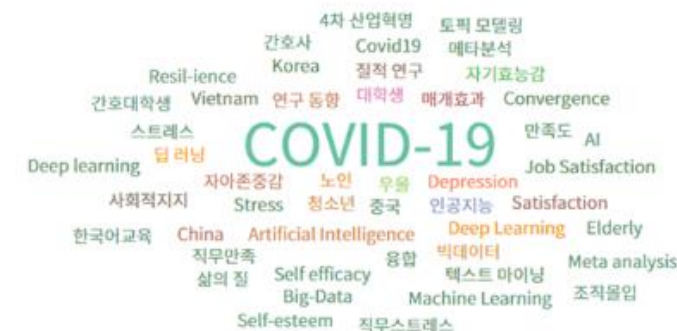 4차 산업혁명 토픽 모델링
간호사 Covid19 메타분석
Resil-ience Korea 질적 연구 자기효능감
간호대학생 Vietnam 연구 동향 대학생 매개효과 Convergence
스트레스 COVID-19 만족도 AI
Deep learning 딥 러닝 Job Satisfaction
자아존중감 노인 우울 Depression
사회적지지 Stress 청소년 중국 인공지능 Satisfaction
한국어교육 China Artificial Intelligence Deep Learning Elderly
직무만족 융합 빅데이터 Meta analysis
삶의 질 Self efficacy 텍스트 마이닝
Big-Data Machine Learning 조직몰입
Self-esteem 직무스트레스